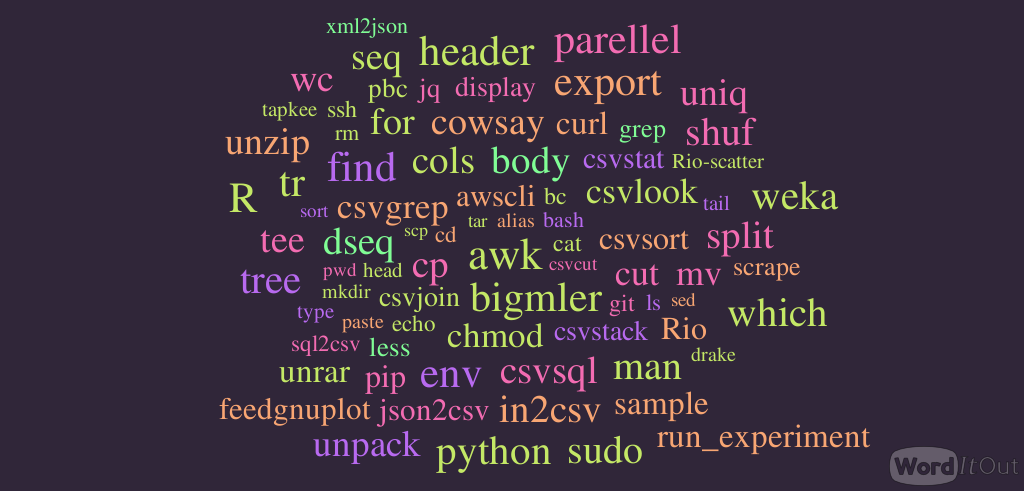 xml2json
seq header parellel
wc pbc jq display export uniq
tapkee ssh
rm for cowsay curl grep shuf
unzip find cols body csvstat Rio-scatter
R tr sort csvgrep awscli bc csvlook tail weka
tar alias bash
tee dseq scp cd awk cat csvsort split
tree pwd head cp csvcut cut mv scrape
mkdir csvjoin bigmler git ls sed which
type paste echo chmod csvstack Rio
sql2csv less drake
unrar pip env csvsql man
feedgnuplot json2csv in2csv sample
unpack python sudo run_experiment
WordItOut